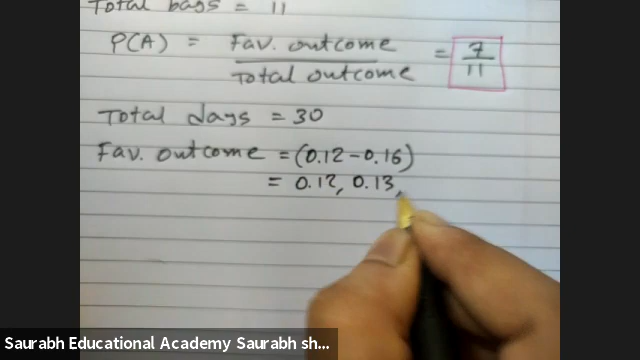 Total bags = 11
P(A) = Fav. outcome / Total outcome = 7/11
Total days = 30
Fav. outcome = (0.12-0.16)
= 0.12, 0.13,
Saurabh Educational Academy Saurabh sh...